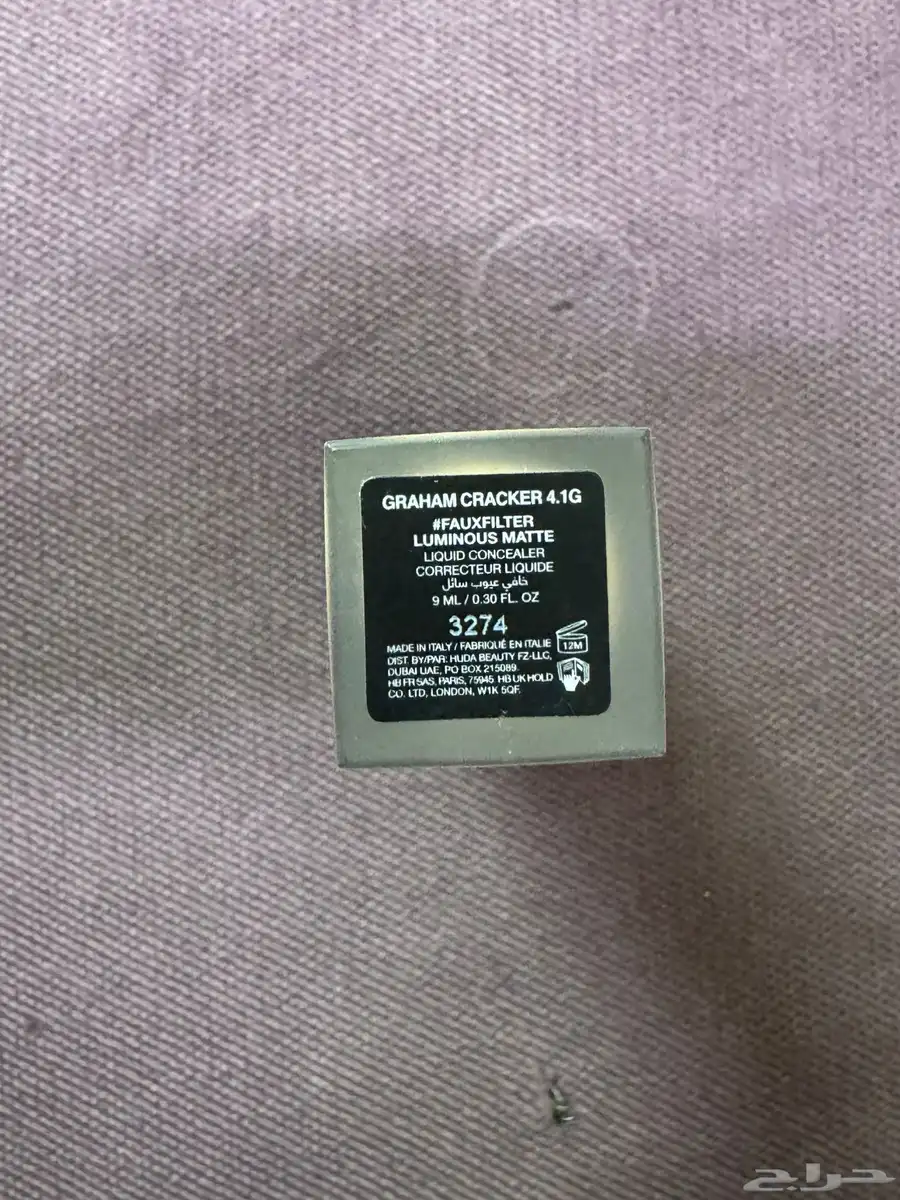 GRAHAM CRACKER 4.1G
#FAUXFILTER
LUMINOUS MATTE
LIQUID CONCEALER
CORRECTEUR LIQUIDE
خافي عيوب سائل
9 ML / 0.30 FL. OZ
3274
MADE IN ITALY / FABRIQUÉ EN ITALIE
12M
DIST. BY/PAR: HUDA BEAUTY FZ-LLC,
DUBAI UAE, PO BOX 215089.
HB FR SAS, PARIS, 75945. HB UK HOLD
CO. LTD, LONDON, W1K 5QF.
حراج